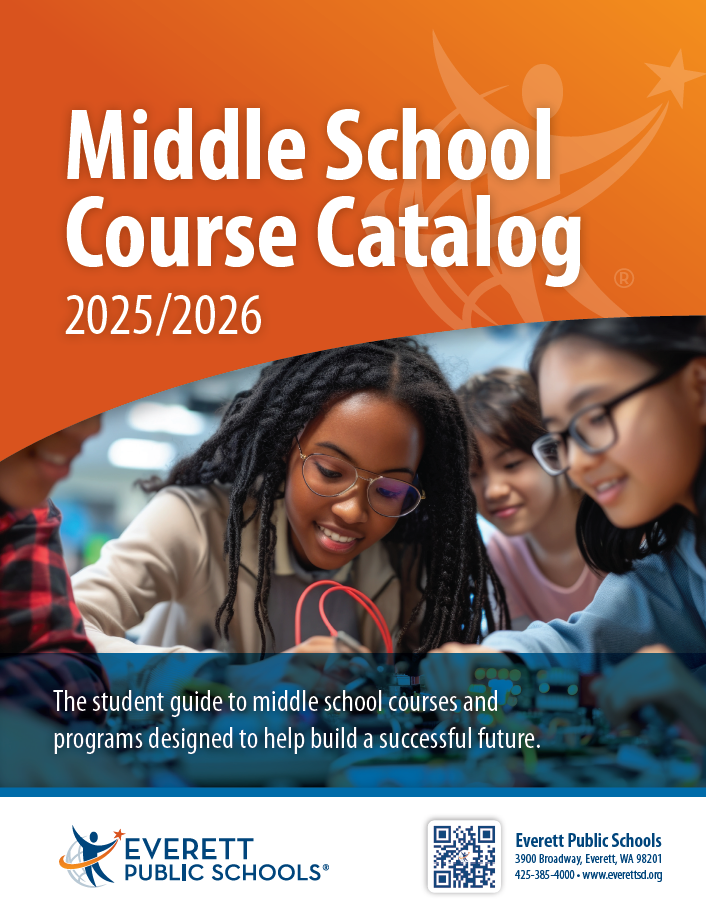 Middle School
Course Catalog
2025/2026
®
The student guide to middle school courses and
programs designed to help build a successful future.
EVERETT
PUBLIC SCHOOLS®
Everett Public Schools
3900 Broadway, Everett, WA 98201
425-385-4000 • www.everettsd.org